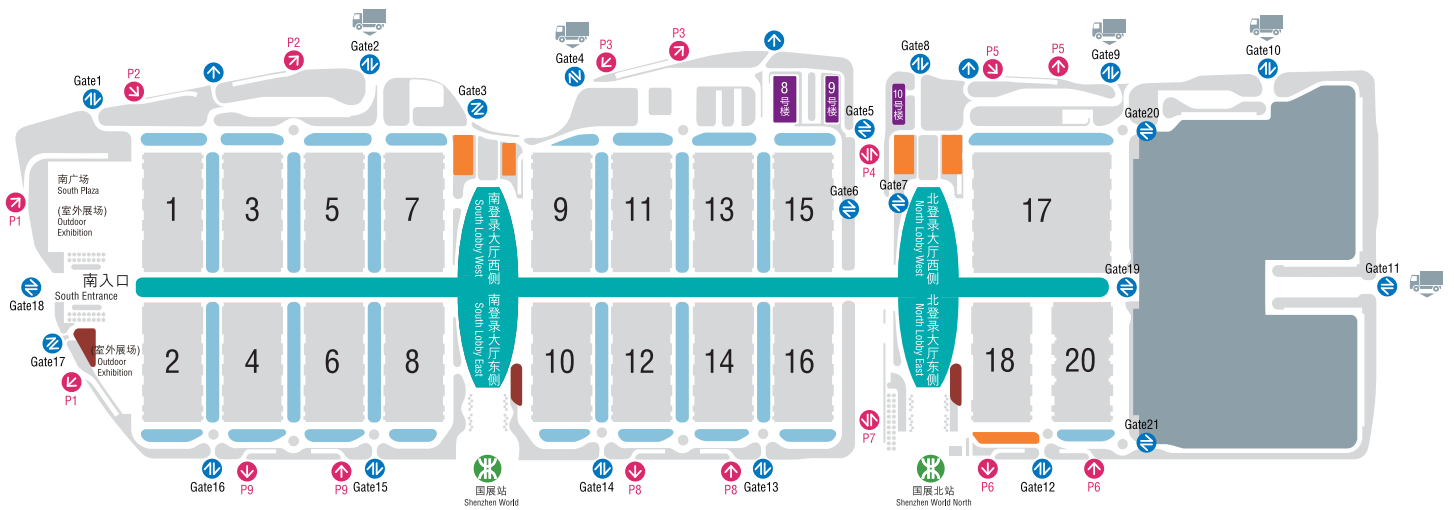 P2
Gate2
Gate4
P3
P3
Gate8
P5
P5
Gate9
Gate10
Gate1
P2
Gate3
8号楼
9号楼
10号楼
Gate5
Gate20
P4
南广场
South Plaza
(室外展场)
Outdoor
Exhibition
P1
1
3
5
7
南登录大厅西侧
South Lobby West
9
11
13
15
Gate6
Gate7
北登录大厅西侧
North Lobby West
17
南入口
South Entrance
Gate18
Gate19
Gate11
Gate17
(室外展场)
Outdoor
Exhibition
P1
2
4
6
8
南登录大厅东侧
South Lobby East
10
12
14
16
北登录大厅东侧
North Lobby East
18
20
P7
Gate21
Gate16
P9
P9
Gate15
国展站
Shenzhen World
Gate14
P8
P8
Gate13
国展北站
Shenzhen World North
P6
Gate12
P6